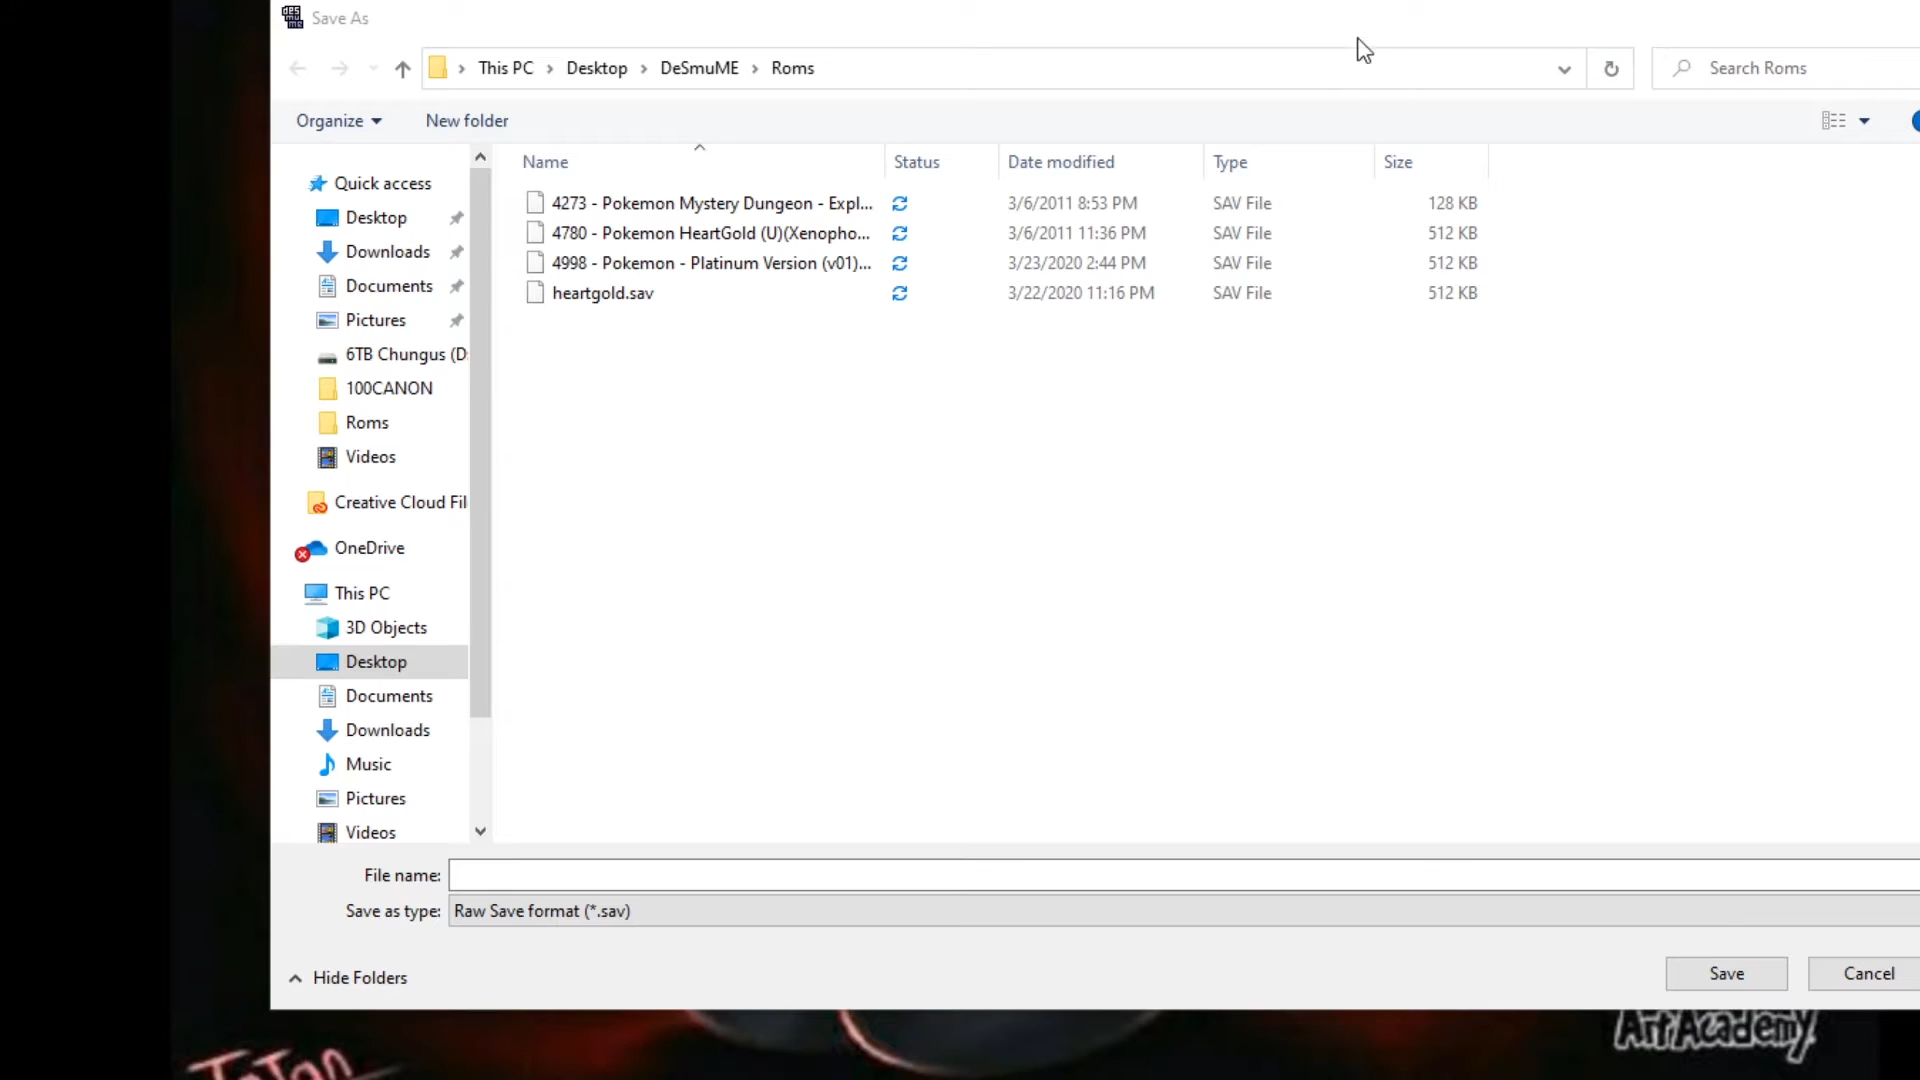 Save As
This PC > Desktop > DeSmuME > Roms
Search Roms
Organize
New folder
Name Status Date modified Type Size
4273 - Pokemon Mystery Dungeon - Expl... 3/6/2011 8:53 PM SAV File 128 KB
4780 - Pokemon HeartGold (U)(Xenopho... 3/6/2011 11:36 PM SAV File 512 KB
4998 - Pokemon - Platinum Version (v01)... 3/23/2020 2:44 PM SAV File 512 KB
heartgold.sav 3/22/2020 11:16 PM SAV File 512 KB
Quick access
Desktop
Downloads
Documents
Pictures
6TB Chungus (D:
100CANON
Roms
Videos
Creative Cloud Fil
OneDrive
This PC
3D Objects
Desktop
Documents
Downloads
Music
Pictures
Videos
File name:
Save as type: Raw Save format (*.sav)
Hide Folders
Save
Cancel
Art Academy